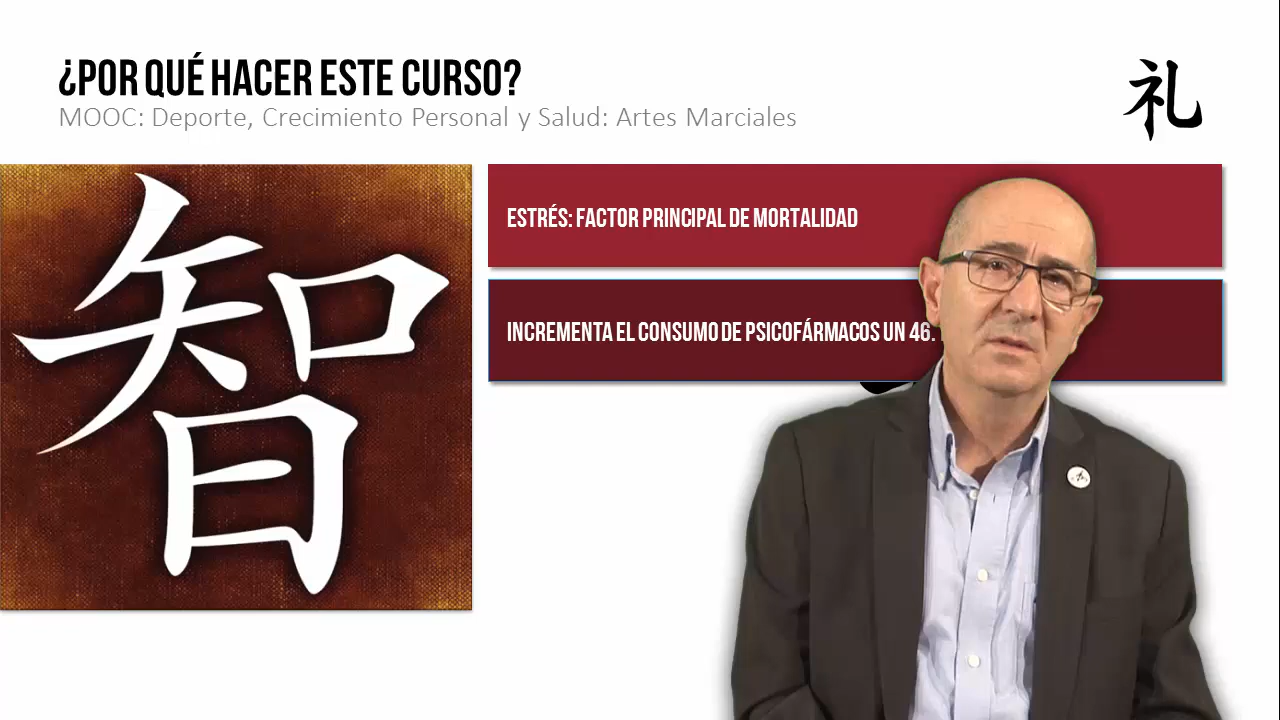 ¿POR QUÉ HACER ESTE CURSO?
MOOC: Deporte, Crecimiento Personal y Salud: Artes Marciales
礼
智
ESTRÉS: FACTOR PRINCIPAL DE MORTALIDAD
INCREMENTA EL CONSUMO DE PSICOFÁRMACOS UN 46.